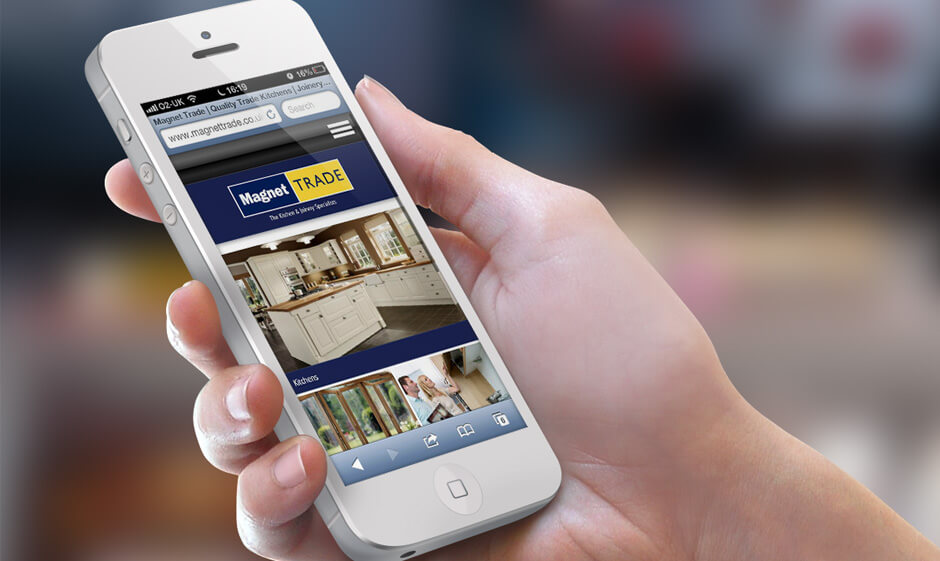 O2-UK 16:19 16%
Magnet Trade | Quality Trade Kitchens | Joinery...
www.magnettrade.co.uk
Search
Magnet TRADE
The Kitchen & Joinery Specialists
Kitchens